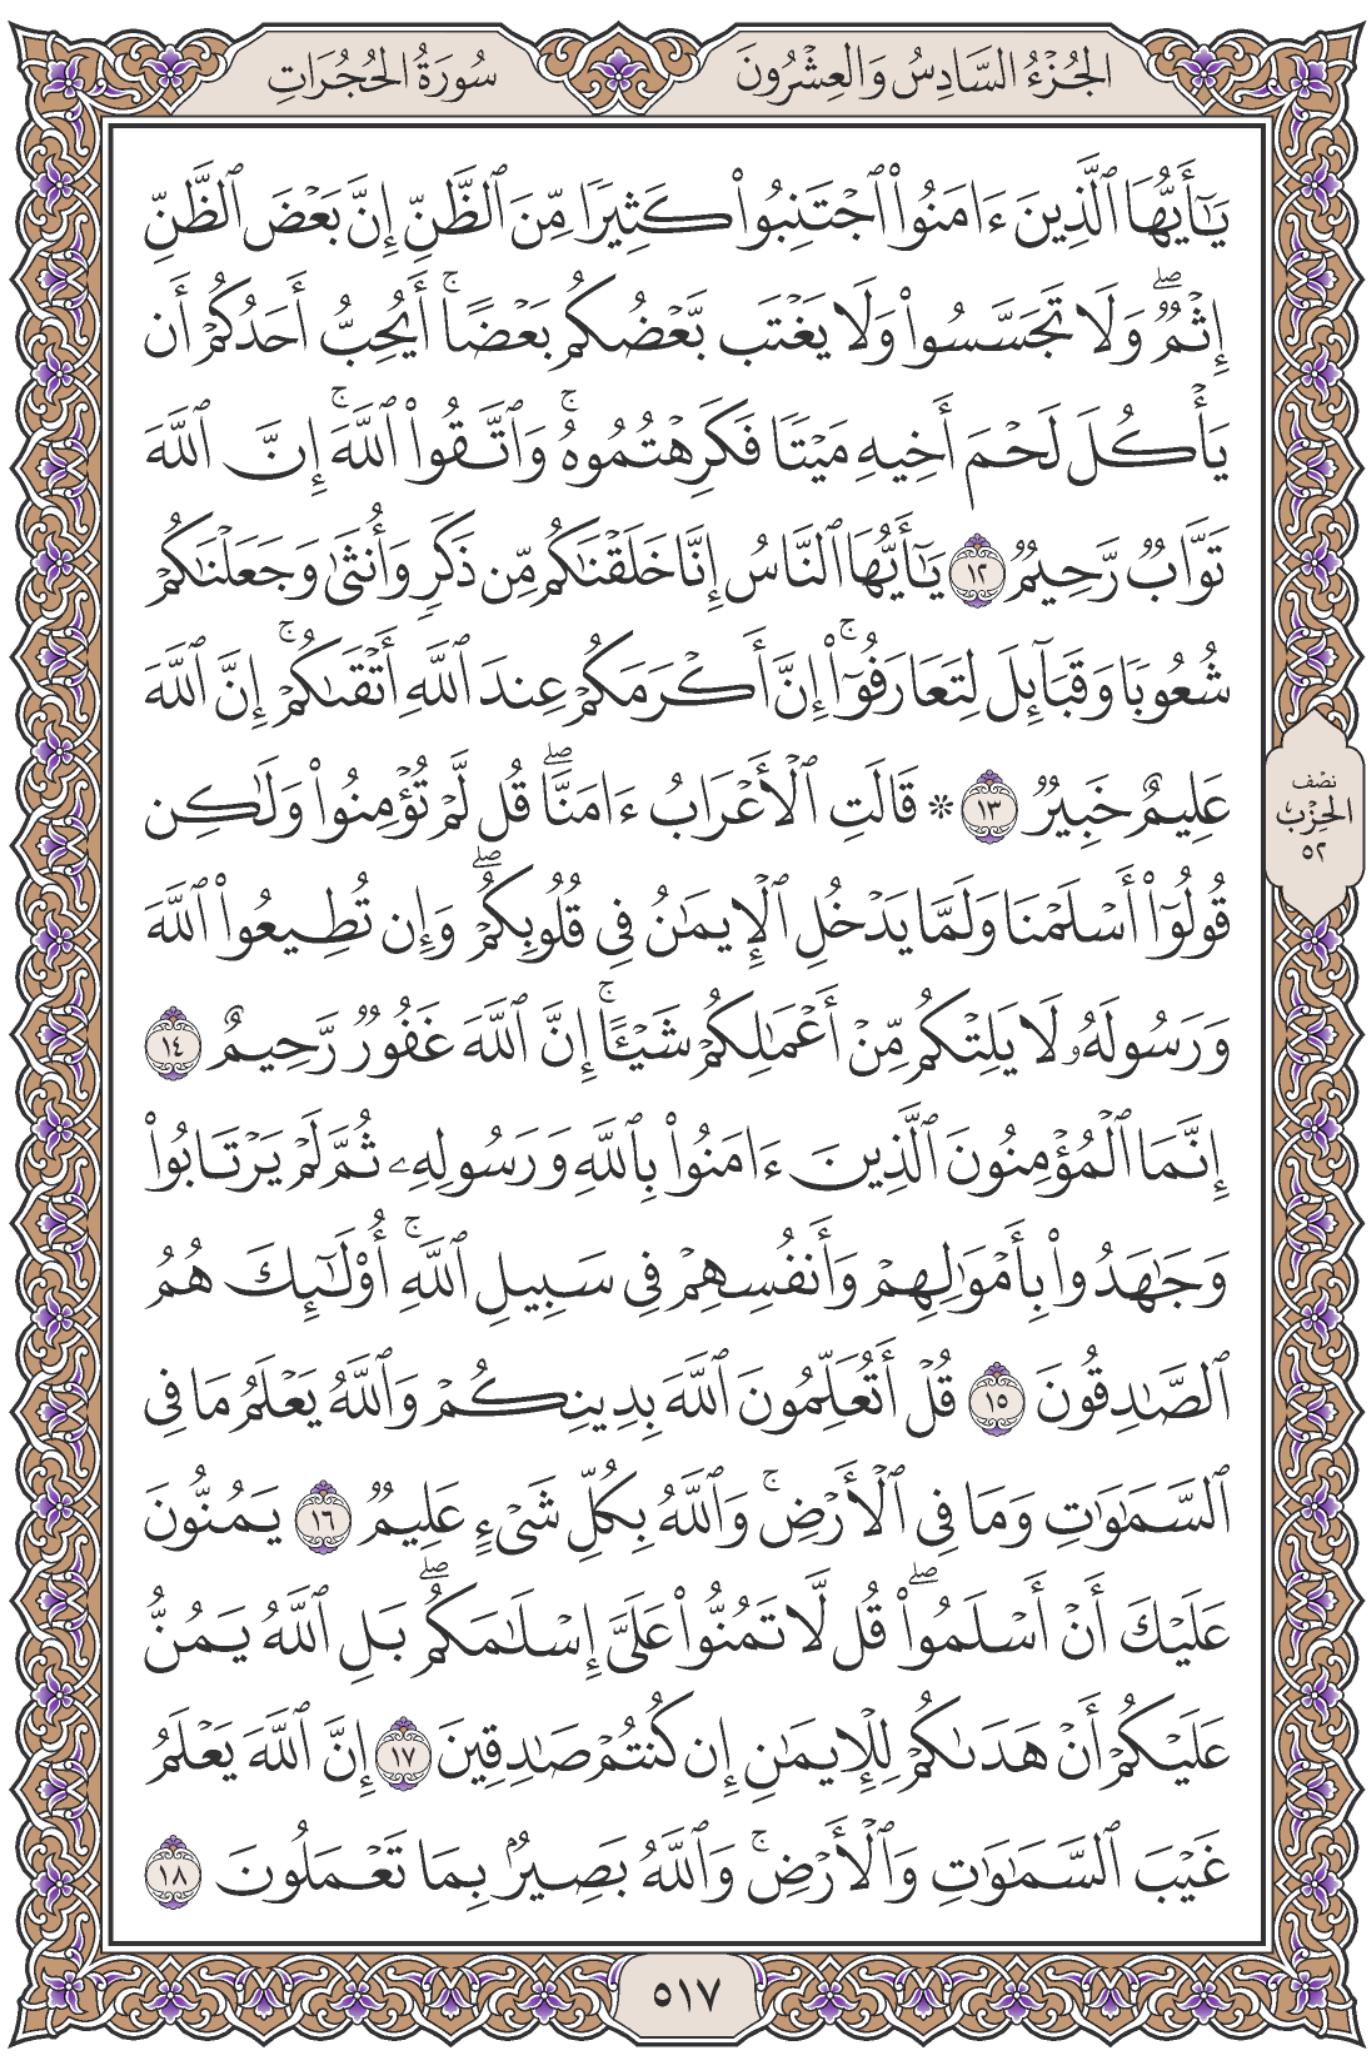 الجُزْءُ السَّادِسُ وَالعِشْرُونَ
سُورَةُ الحُجُرَاتِ
يَٰٓأَيُّهَا ٱلَّذِينَ ءَامَنُوا۟ ٱجْتَنِبُوا۟ كَثِيرًا مِّنَ ٱلظَّنِّ إِنَّ بَعْضَ ٱلظَّنِّ
إِثْمٌ ۖ وَلَا تَجَسَّسُوا۟ وَلَا يَغْتَب بَّعْضُكُم بَعْضًا ۚ أَيُحِبُّ أَحَدُكُمْ أَن
يَأْكُلَ لَحْمَ أَخِيهِ مَيْتًا فَكَرِهْتُمُوهُ ۚ وَٱتَّقُوا۟ ٱللَّهَ ۚ إِنَّ ٱللَّهَ
تَوَّابٌ رَّحِيمٌ ١٢ يَٰٓأَيُّهَا ٱلنَّاسُ إِنَّا خَلَقْنَٰكُم مِّن ذَكَرٍ وَأُنثَىٰ وَجَعَلْنَٰكُمْ
شُعُوبًا وَقَبَآئِلَ لِتَعَارَفُوٓا۟ ۚ إِنَّ أَكْرَمَكُمْ عِندَ ٱللَّهِ أَتْقَىٰكُمْ ۚ إِنَّ ٱللَّهَ
عَلِيمٌ خَبِيرٌ ١٣ ۞ قَالَتِ ٱلْأَعْرَابُ ءَامَنَّا ۖ قُل لَّمْ تُؤْمِنُوا۟ وَلَٰكِن
نصف
الحِزْبِ
٥٢
قُولُوٓا۟ أَسْلَمْنَا وَلَمَّا يَدْخُلِ ٱلْإِيمَٰنُ فِى قُلُوبِكُمْ ۖ وَإِن تُطِيعُوا۟ ٱللَّهَ
وَرَسُولَهُۥ لَا يَلِتْكُم مِّنْ أَعْمَٰلِكُمْ شَيْـًٔا ۚ إِنَّ ٱللَّهَ غَفُورٌ رَّحِيمٌ ١٤
إِنَّمَا ٱلْمُؤْمِنُونَ ٱلَّذِينَ ءَامَنُوا۟ بِٱللَّهِ وَرَسُولِهِۦ ثُمَّ لَمْ يَرْتَابُوا۟
وَجَٰهَدُوا۟ بِأَمْوَٰلِهِمْ وَأَنفُسِهِمْ فِى سَبِيلِ ٱللَّهِ ۚ أُو۟لَٰٓئِكَ هُمُ
ٱلصَّٰدِقُونَ ١٥ قُلْ أَتُعَلِّمُونَ ٱللَّهَ بِدِينِكُمْ وَٱللَّهُ يَعْلَمُ مَا فِى
ٱلسَّمَٰوَٰتِ وَمَا فِى ٱلْأَرْضِ ۚ وَٱللَّهُ بِكُلِّ شَىْءٍ عَلِيمٌ ١٦ يَمُنُّونَ
عَلَيْكَ أَنْ أَسْلَمُوا۟ ۖ قُل لَّا تَمُنُّوا۟ عَلَىَّ إِسْلَٰمَكُم ۖ بَلِ ٱللَّهُ يَمُنُّ
عَلَيْكُمْ أَنْ هَدَىٰكُمْ لِلْإِيمَٰنِ إِن كُنتُمْ صَٰدِقِينَ ١٧ إِنَّ ٱللَّهَ يَعْلَمُ
غَيْبَ ٱلسَّمَٰوَٰتِ وَٱلْأَرْضِ ۚ وَٱللَّهُ بَصِيرٌۢ بِمَا تَعْمَلُونَ ١٨
٥١٧